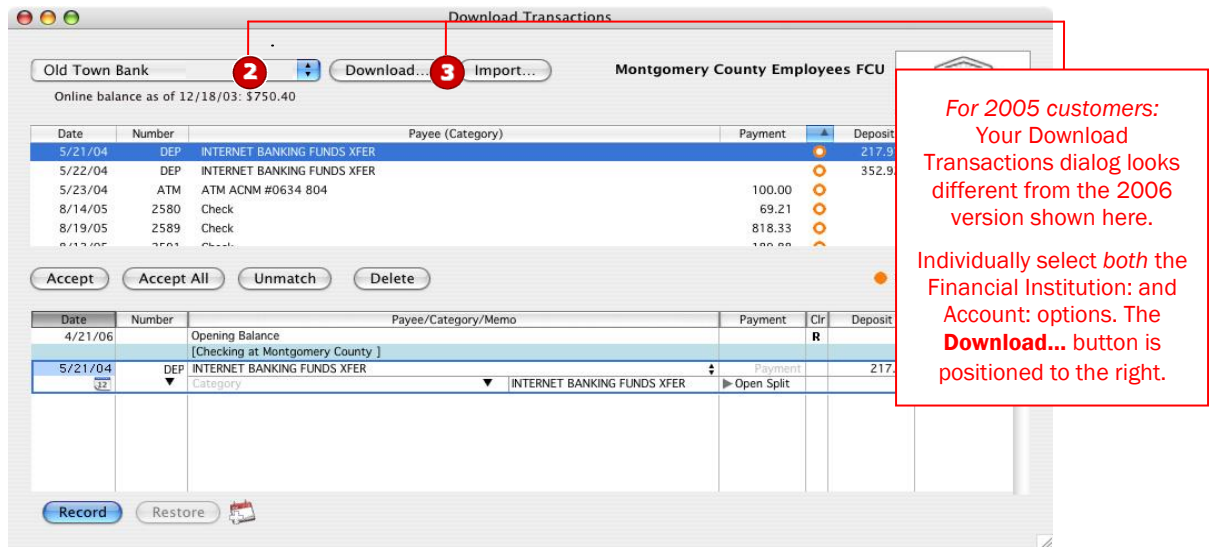 Download Transactions
Old Town Bank
2
Download...
3
Import...
Montgomery County Employees FCU
Online balance as of 12/18/03: $750.40
Date Number Payee (Category) Payment Deposit
5/21/04 DEP INTERNET BANKING FUNDS XFER 217.9
5/22/04 DEP INTERNET BANKING FUNDS XFER 352.9
5/23/04 ATM ATM ACNM #0634 804 100.00
8/14/05 2580 Check 69.21
8/19/05 2589 Check 818.33
Accept Accept All Unmatch Delete
Date Number Payee/Category/Memo Payment Clr Deposit
4/21/06 Opening Balance R
[Checking at Montgomery County ]
5/21/04 DEP INTERNET BANKING FUNDS XFER Payment 217.
12 Category INTERNET BANKING FUNDS XFER Open Split
Record Restore
For 2005 customers:
Your Download
Transactions dialog looks
different from the 2006
version shown here.
Individually select both the
Financial Institution: and
Account: options. The
Download... button is
positioned to the right.